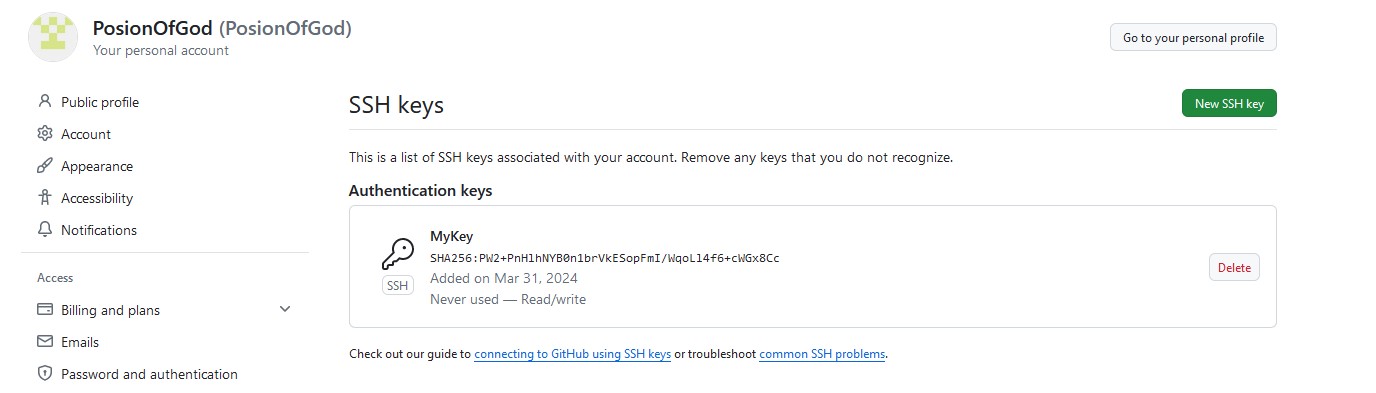 PosionOfGod (PosionOfGod)
Your personal account
Go to your personal profile
Public profile
Account
Appearance
Accessibility
Notifications
Access
Billing and plans
Emails
Password and authentication
SSH keys
New SSH key
This is a list of SSH keys associated with your account. Remove any keys that you do not recognize.
Authentication keys
MyKey
SHA256:PW2+PnHlhNYB0n1brVkESopFmI/WqoLl4f6+cWGx8Cc
SSH
Added on Mar 31, 2024
Never used — Read/write
Delete
Check out our guide to connecting to GitHub using SSH keys or troubleshoot common SSH problems.